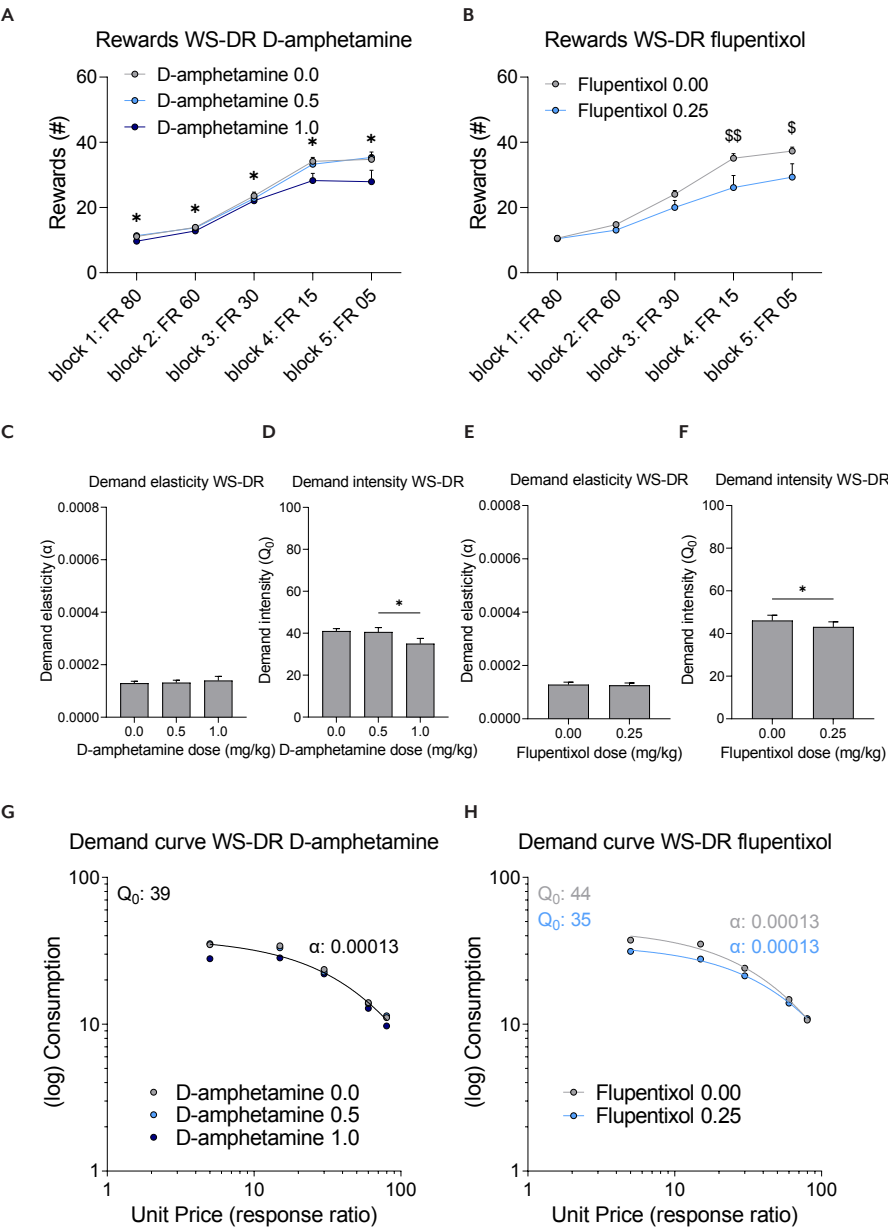 A
Rewards WS-DR D-amphetamine
D-amphetamine 0.0
D-amphetamine 0.5
D-amphetamine 1.0
Rewards (#)
60
40
20
0
* * * * *
block 1: FR 80
block 2: FR 60
block 3: FR 30
block 4: FR 15
block 5: FR 05
B
Rewards WS-DR flupentixol
Flupentixol 0.00
Flupentixol 0.25
Rewards (#)
60
40
20
0
$$ $
block 1: FR 80
block 2: FR 60
block 3: FR 30
block 4: FR 15
block 5: FR 05
C
Demand elasticity WS-DR
Demand elasticity (α)
0.0008
0.0006
0.0004
0.0002
0.0000
0.0 0.5 1.0
D-amphetamine dose (mg/kg)
D
Demand intensity WS-DR
Demand intensity (Q0)
100
80
60
40
20
0
*
0.0 0.5 1.0
D-amphetamine dose (mg/kg)
E
Demand elasticity WS-DR
Demand elasticity (α)
0.0008
0.0006
0.0004
0.0002
0.0000
0.00 0.25
Flupentixol dose (mg/kg)
F
Demand intensity WS-DR
Demand intensity (Q0)
100
80
60
40
20
0
*
0.00 0.25
Flupentixol dose (mg/kg)
G
Demand curve WS-DR D-amphetamine
(log) Consumption
100
10
1
Q0: 39
α: 0.00013
D-amphetamine 0.0
D-amphetamine 0.5
D-amphetamine 1.0
1 10 100
Unit Price (response ratio)
H
Demand curve WS-DR flupentixol
(log) Consumption
100
10
1
Q0: 44
Q0: 35
α: 0.00013
α: 0.00013
Flupentixol 0.00
Flupentixol 0.25
1 10 100
Unit Price (response ratio)